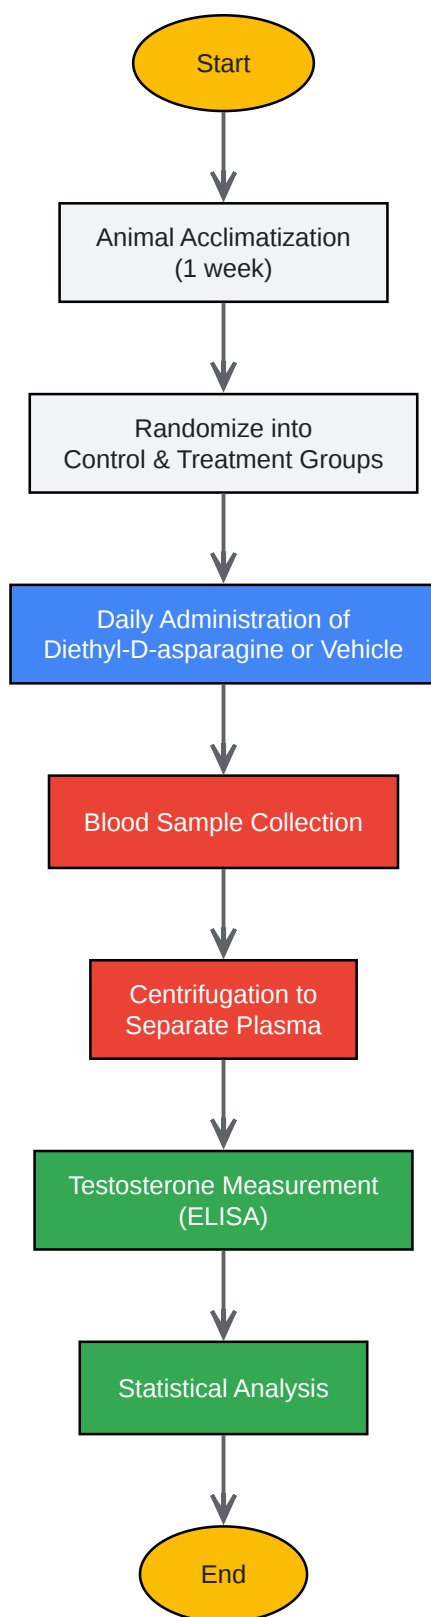 Start
Animal Acclimatization
(1 week)
Randomize into
Control & Treatment Groups
Daily Administration of
Diethyl-D-asparagine or Vehicle
Blood Sample Collection
Centrifugation to
Separate Plasma
Testosterone Measurement
(ELISA)
Statistical Analysis
End